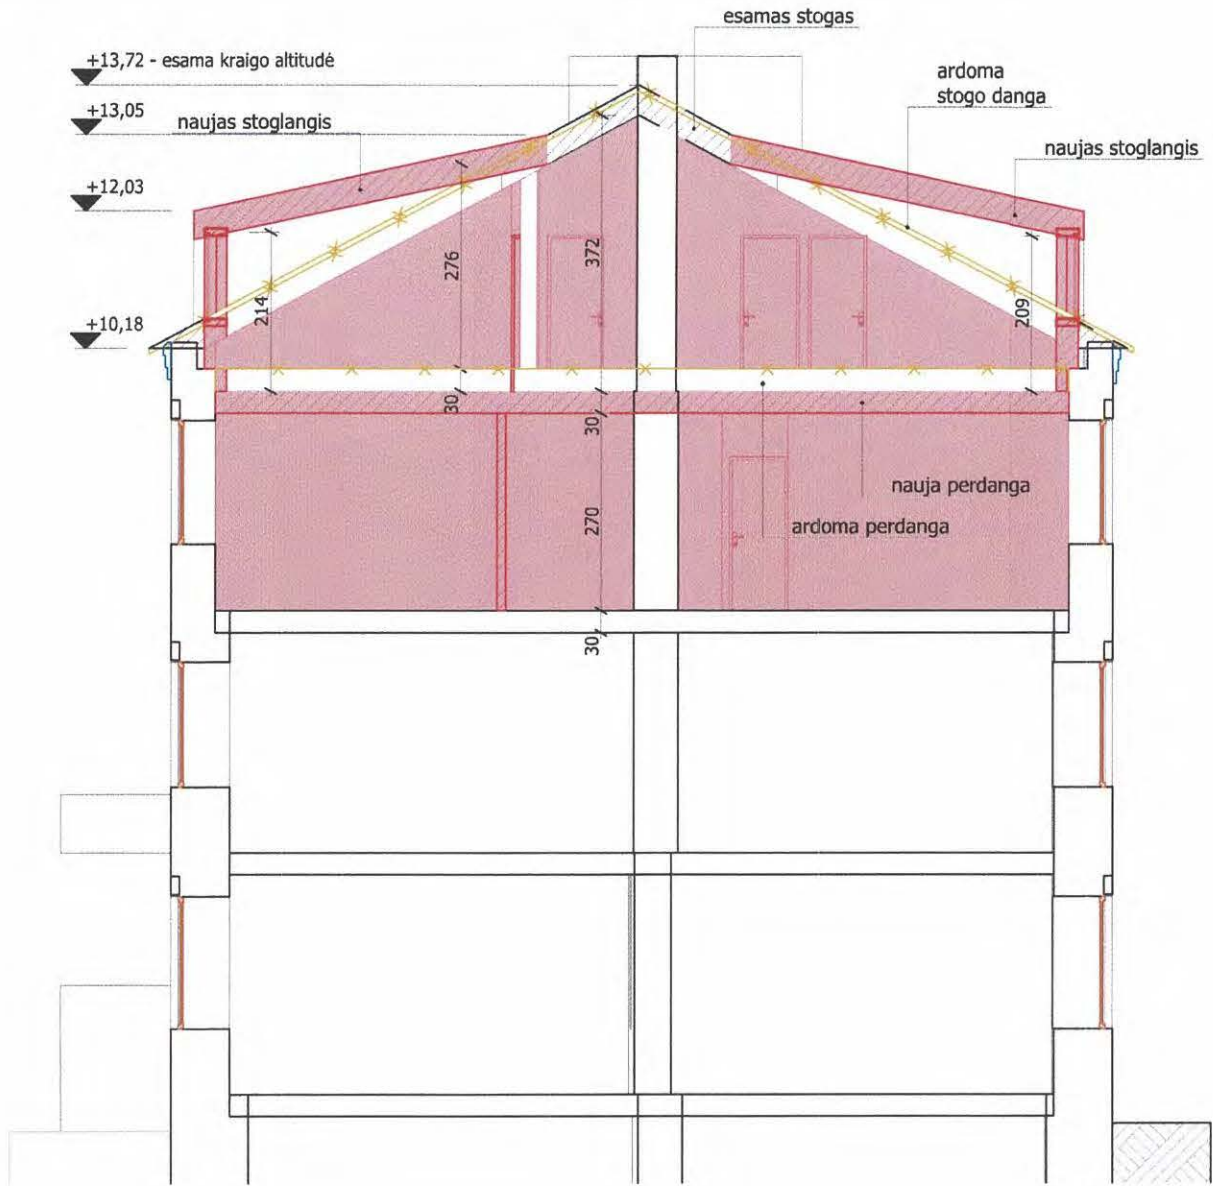 esamas stogas
+13,72 - esama kraigo altitudė
ardoma
stogo danga
+13,05
naujas stoglangis
naujas stoglangis
+12,03
276
372
214
209
+10,18
30
30
nauja perdanga
270
ardoma perdanga
30